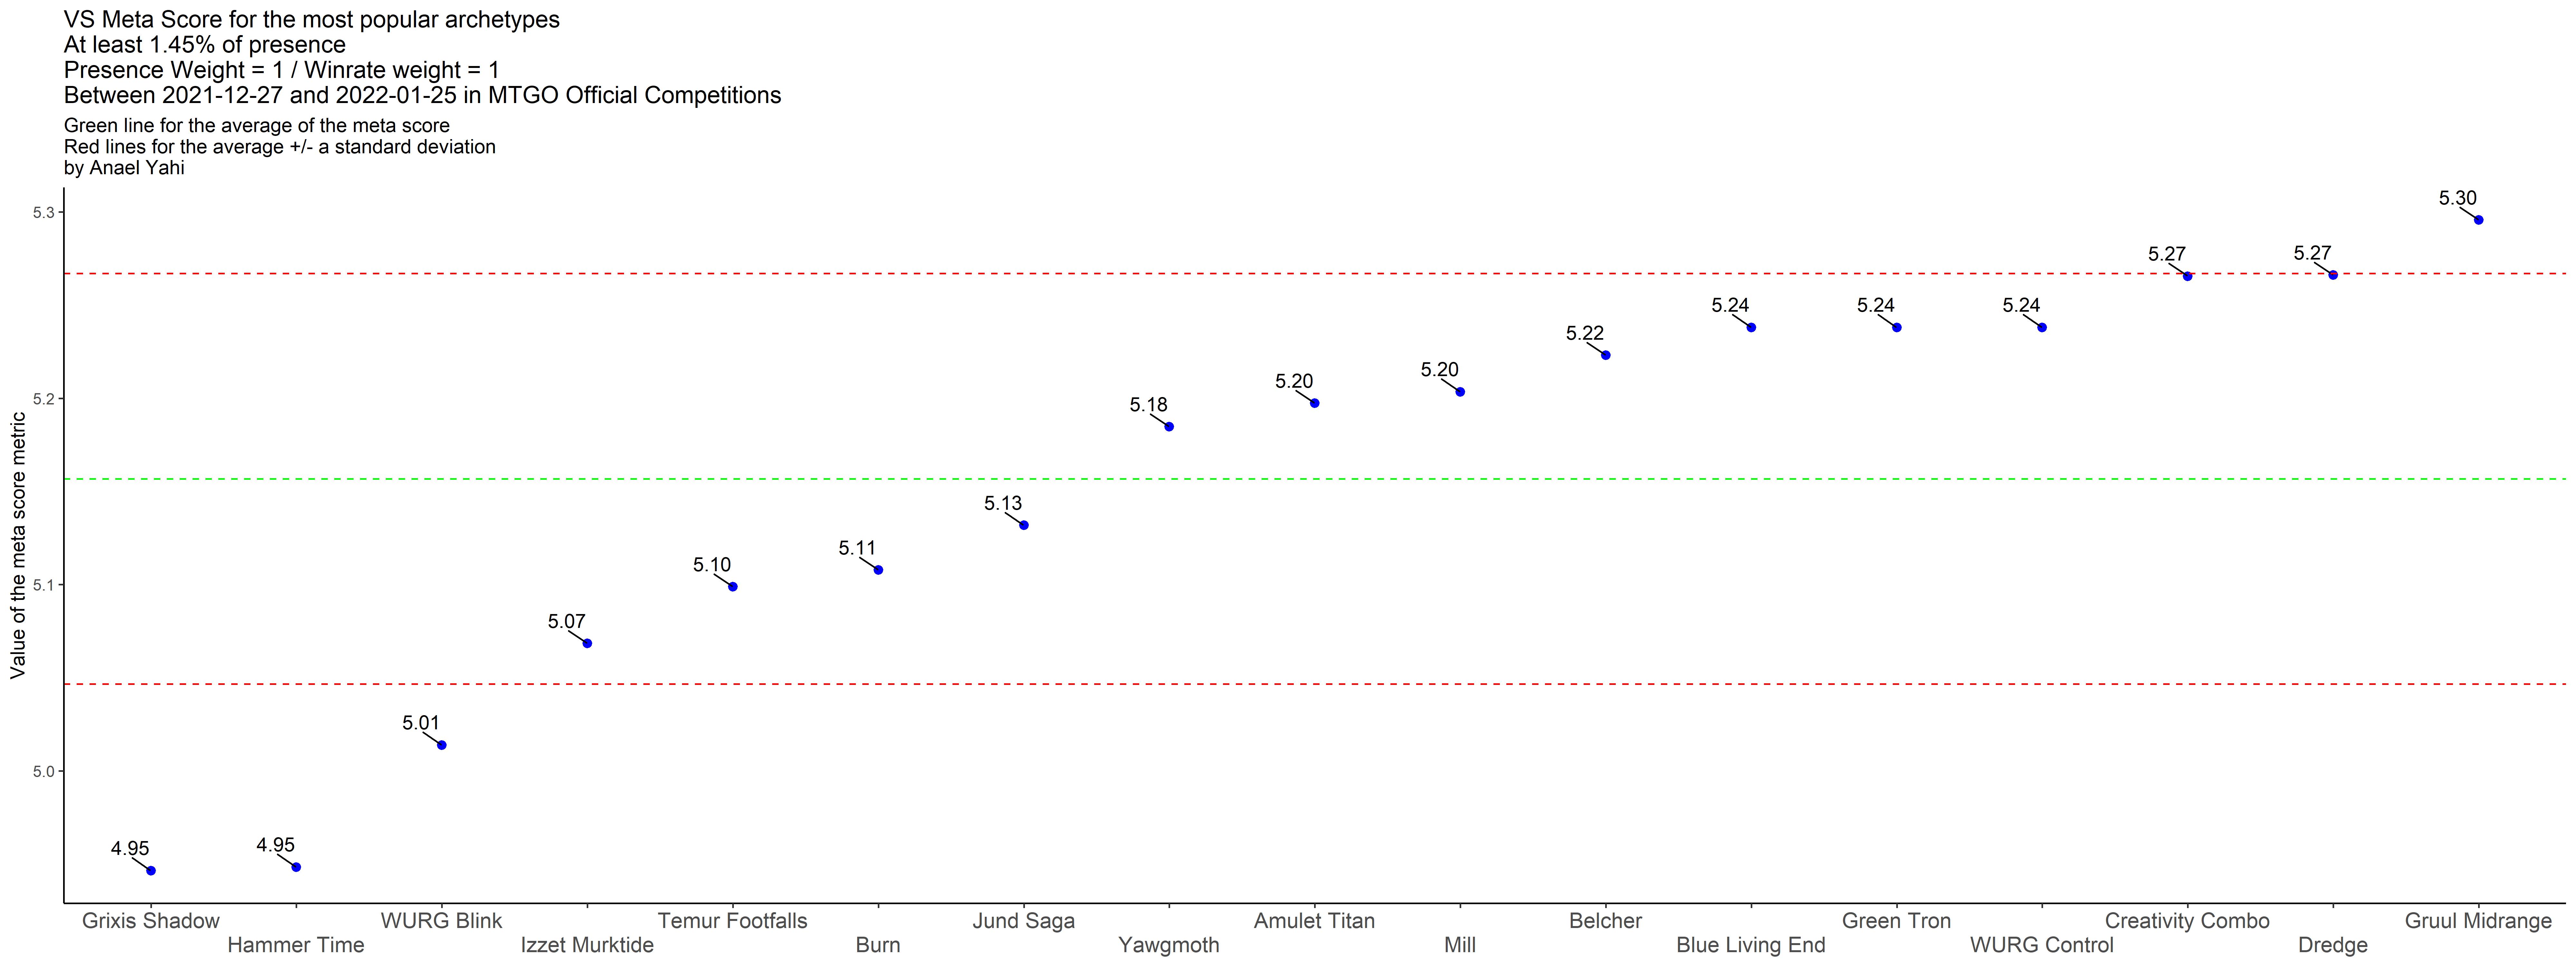 VS Meta Score for the most popular archetypes
At least 1.45% of presence
Presence Weight = 1 / Winrate weight = 1
Between 2021-12-27 and 2022-01-25 in MTGO Official Competitions
Green line for the average of the meta score
Red lines for the average +/- a standard deviation
by Anael Yahi
Value of the meta score metric
5.3
5.2
5.1
5.0
4.95
4.95
5.01
5.07
5.10
5.11
5.13
5.18
5.20
5.20
5.22
5.24
5.24
5.24
5.27
5.27
5.30
Grixis Shadow
Hammer Time
WURG Blink
Izzet Murktide
Temur Footfalls
Burn
Jund Saga
Yawgmoth
Amulet Titan
Mill
Belcher
Blue Living End
Green Tron
WURG Control
Creativity Combo
Dredge
Gruul Midrange